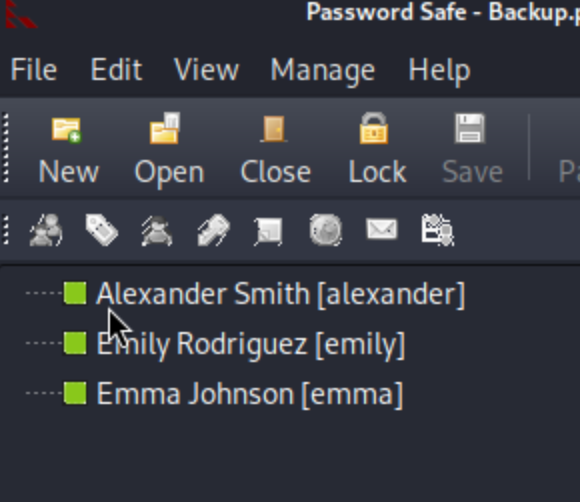 Password Safe - Backup.p
File Edit View Manage Help
New Open Close Lock Save Pa
Alexander Smith [alexander]
Emily Rodriguez [emily]
Emma Johnson [emma]